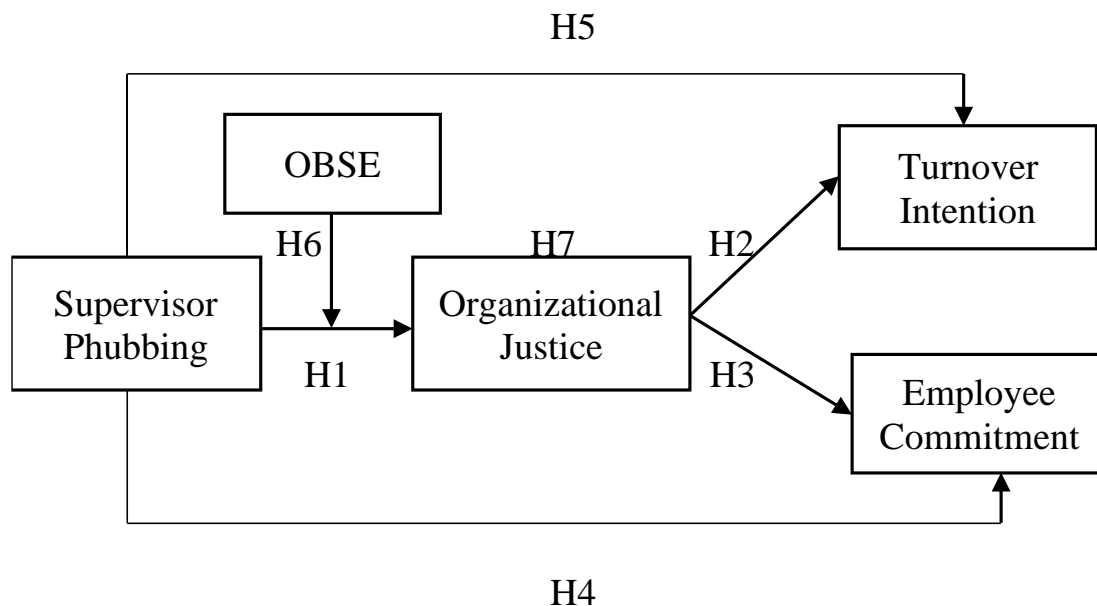 H5
OBSE
Turnover
Intention
H6
H7
H2
Supervisor
Phubbing
Organizational
Justice
H1
H3
Employee
Commitment
H4